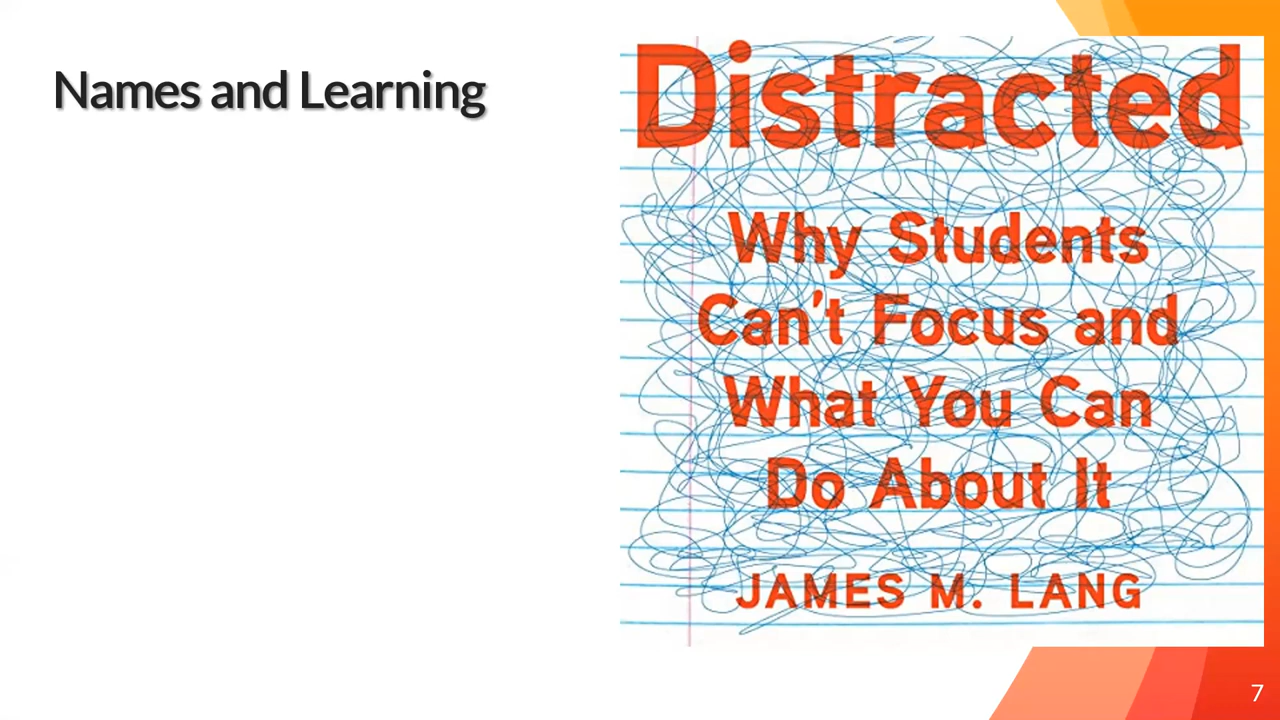 Names and Learning
Distracted
Why Students
Can't Focus and
What You Can
Do About It
JAMES M. LANG
7